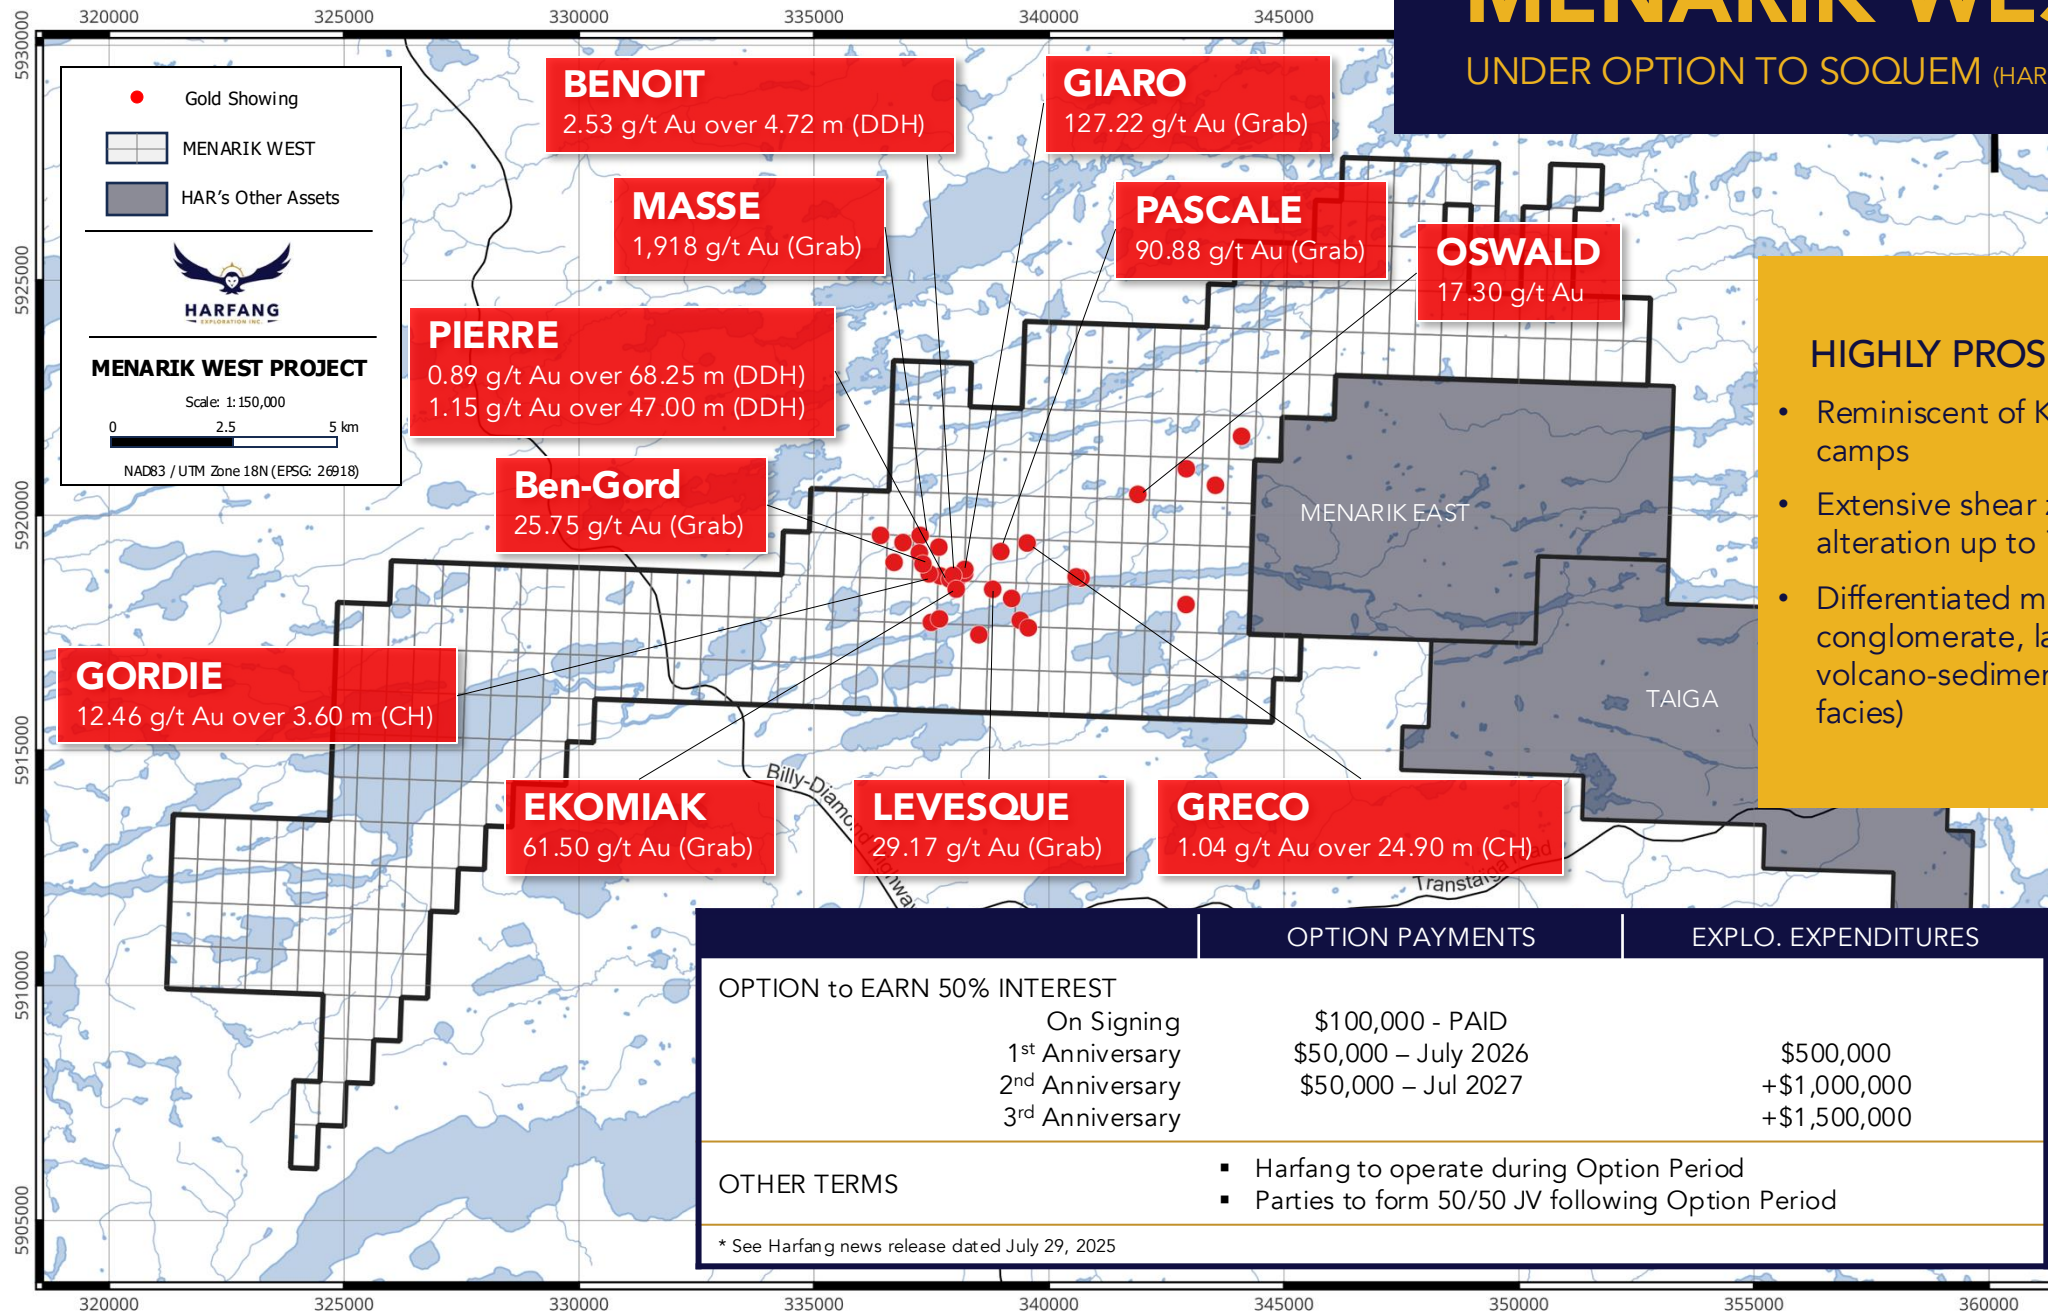 320000 325000 330000 335000 340000 345000
MENARIK WES
UNDER OPTION TO SOQUEM (HAR
5930000
5925000
5920000
5915000
5910000
5905000
Gold Showing
MENARIK WEST
HAR's Other Assets
HARFANG
EXPLORATION INC.
MENARIK WEST PROJECT
Scale: 1:150,000
0 2.5 5 km
NAD83 / UTM Zone 18N (EPSG: 26918)
BENOIT
2.53 g/t Au over 4.72 m (DDH)
GIARO
127.22 g/t Au (Grab)
MASSE
1,918 g/t Au (Grab)
PASCALE
90.88 g/t Au (Grab)
OSWALD
17.30 g/t Au
PIERRE
0.89 g/t Au over 68.25 m (DDH)
1.15 g/t Au over 47.00 m (DDH)
Ben-Gord
25.75 g/t Au (Grab)
GORDIE
12.46 g/t Au over 3.60 m (CH)
EKOMIAK
61.50 g/t Au (Grab)
LEVESQUE
29.17 g/t Au (Grab)
GRECO
1.04 g/t Au over 24.90 m (CH)
MENARIK EAST
TAIGA
Billy-Diamond Highway
Transtaiga road
HIGHLY PROS
• Reminiscent of K
camps
• Extensive shear z
alteration up to
• Differentiated m
conglomerate, la
volcano-sedimen
facies)
OPTION PAYMENTS EXPLO. EXPENDITURES
OPTION to EARN 50% INTEREST
On Signing $100,000 - PAID
1st Anniversary $50,000 – July 2026 $500,000
2nd Anniversary $50,000 – Jul 2027 +$1,000,000
3rd Anniversary +$1,500,000
OTHER TERMS
▪ Harfang to operate during Option Period
▪ Parties to form 50/50 JV following Option Period
* See Harfang news release dated July 29, 2025
320000 325000 330000 335000 340000 345000 350000 355000 360000